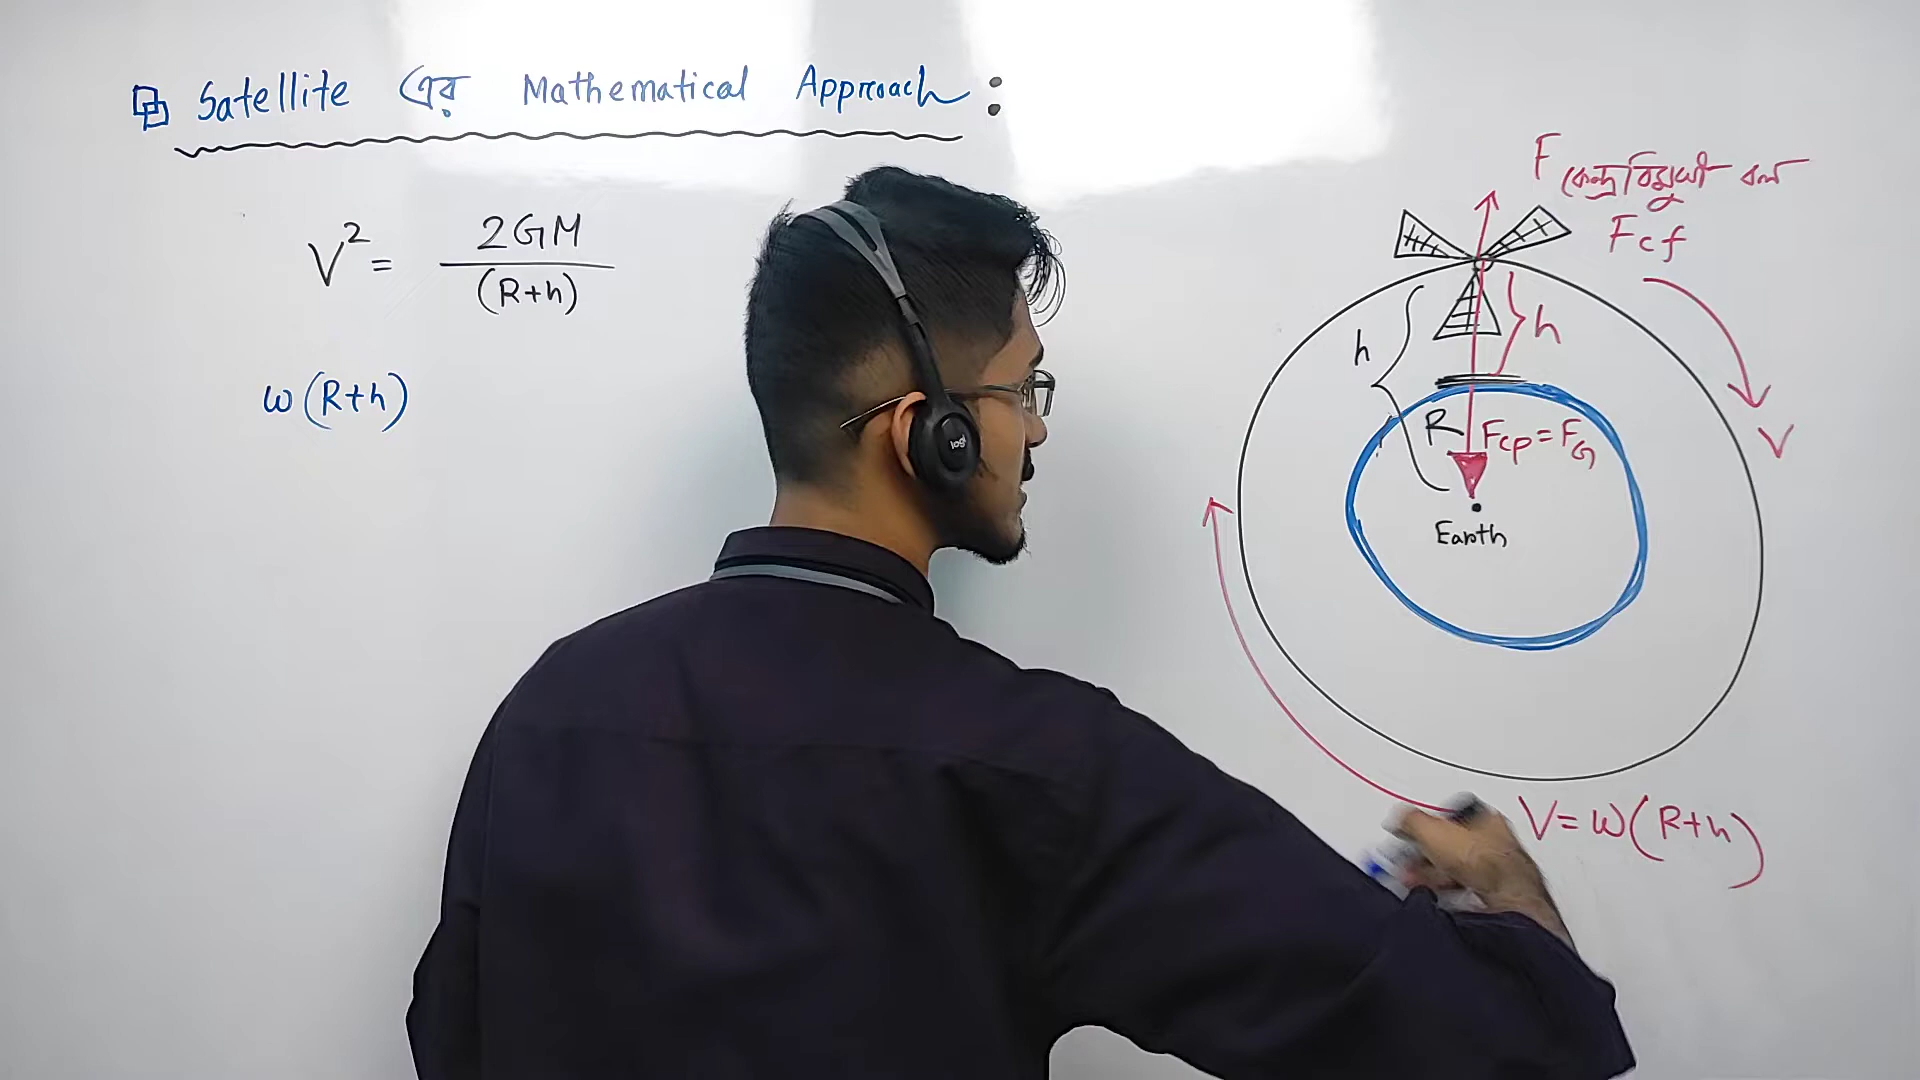 Satellite এর Mathematical Approach :
V² = 2GM / (R+h)
ω(R+h)
F কেন্দ্রবিমুখী বল
Fcf
h
h
V
R
Fcp = FG
Earth
V = ω(R+h)
logi